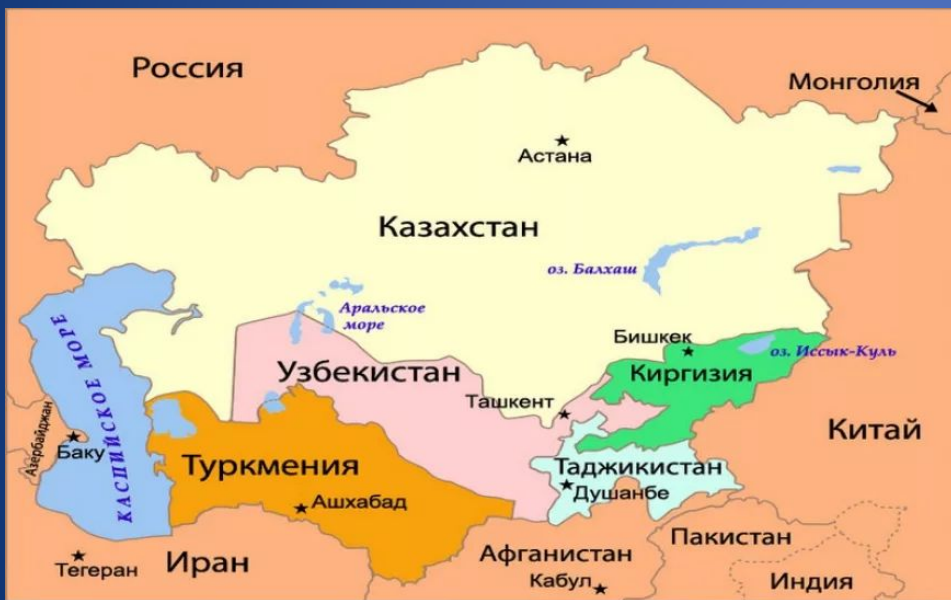 Россия
Монголия
Астана
Казахстан
оз. Балхаш
Аральское
море
КАСПИЙСКОЕ МОРЕ
Бишкек
оз. Иссык-Куль
Узбекистан
Киргизия
Ташкент
Азербайджан
Баку
Китай
Туркмения
Таджикистан
Душанбе
Ашхабад
Тегеран
Иран
Афганистан
Кабул
Пакистан
Индия